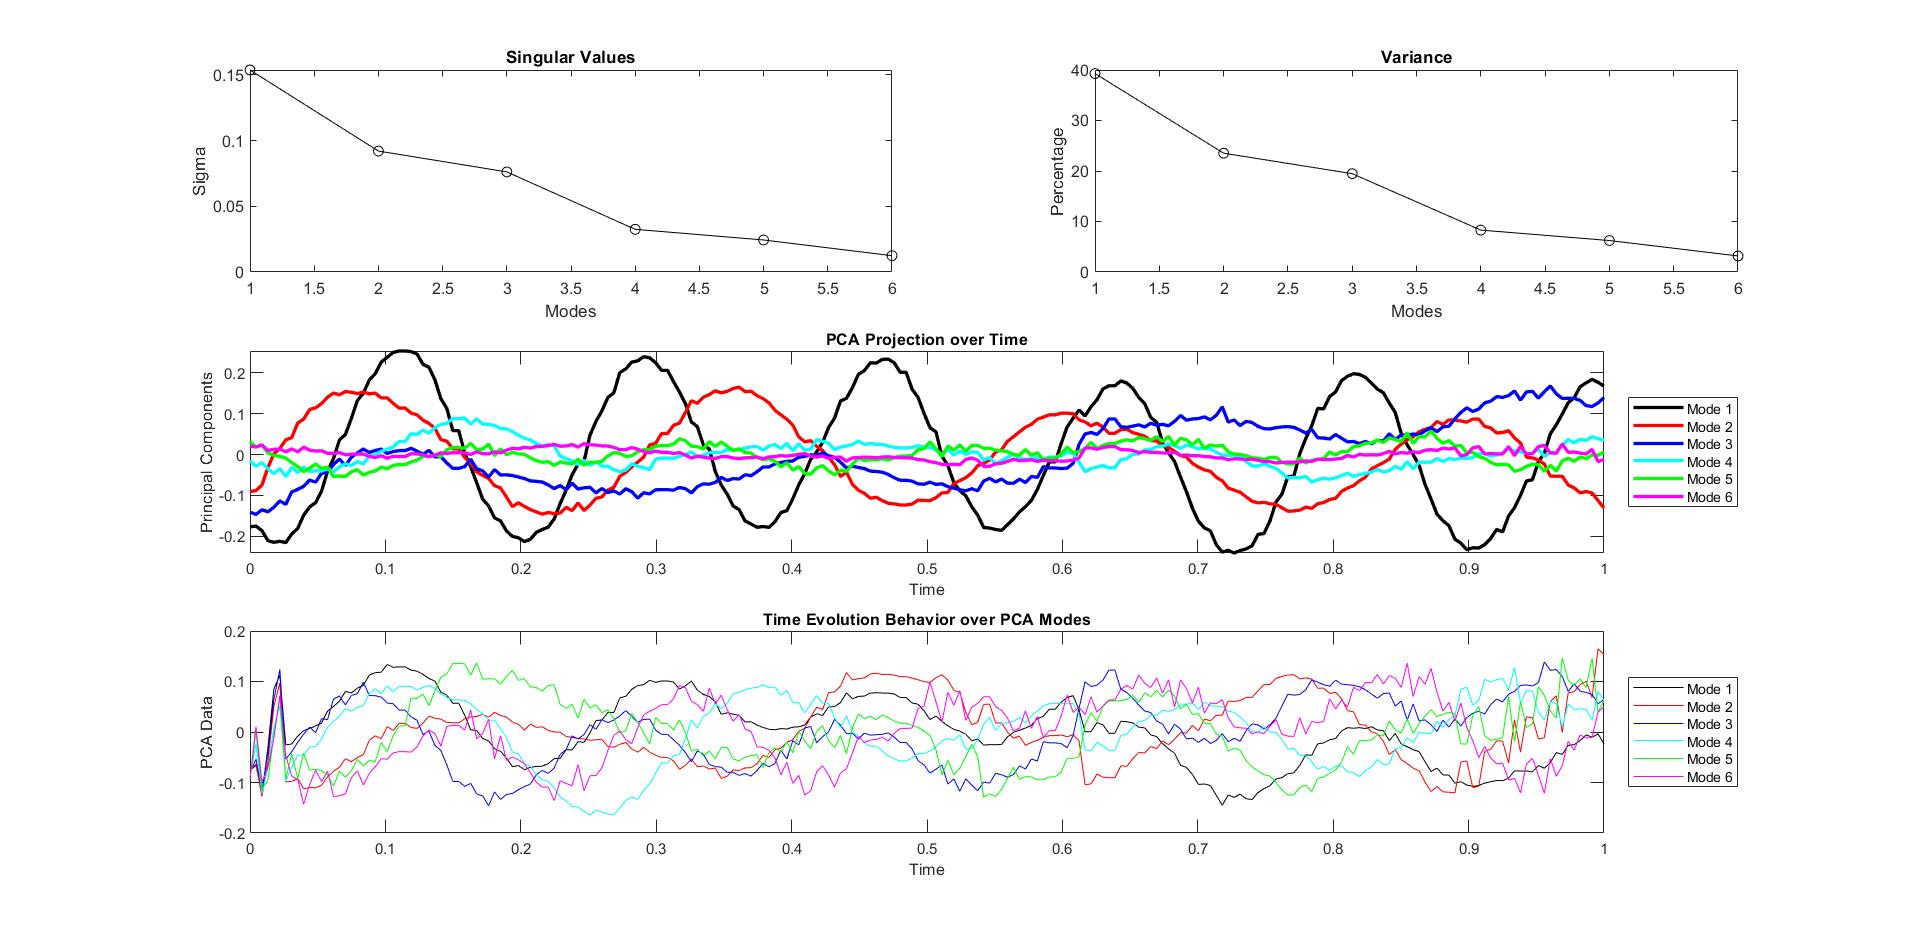 Singular Values
0.15
0.1
0.05
0
Sigma
1 1.5 2 2.5 3 3.5 4 4.5 5 5.5 6
Modes
Variance
40
30
20
10
0
Percentage
1 1.5 2 2.5 3 3.5 4 4.5 5 5.5 6
Modes
PCA Projection over Time
0.2
0.1
0
-0.1
-0.2
Principal Components
0 0.1 0.2 0.3 0.4 0.5 0.6 0.7 0.8 0.9 1
Time
Mode 1
Mode 2
Mode 3
Mode 4
Mode 5
Mode 6
Time Evolution Behavior over PCA Modes
0.2
0.1
0
-0.1
-0.2
PCA Data
0 0.1 0.2 0.3 0.4 0.5 0.6 0.7 0.8 0.9 1
Time
Mode 1
Mode 2
Mode 3
Mode 4
Mode 5
Mode 6